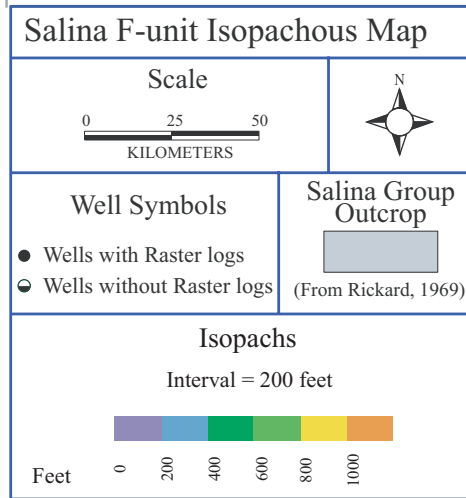 Salina F-unit Isopachous Map
Scale
0 25 50
KILOMETERS
N
Well Symbols
Wells with Raster logs
Wells without Raster logs
Salina Group
Outcrop
(From Rickard, 1969)
Isopachs
Interval = 200 feet
Feet 0 200 400 600 800 1000